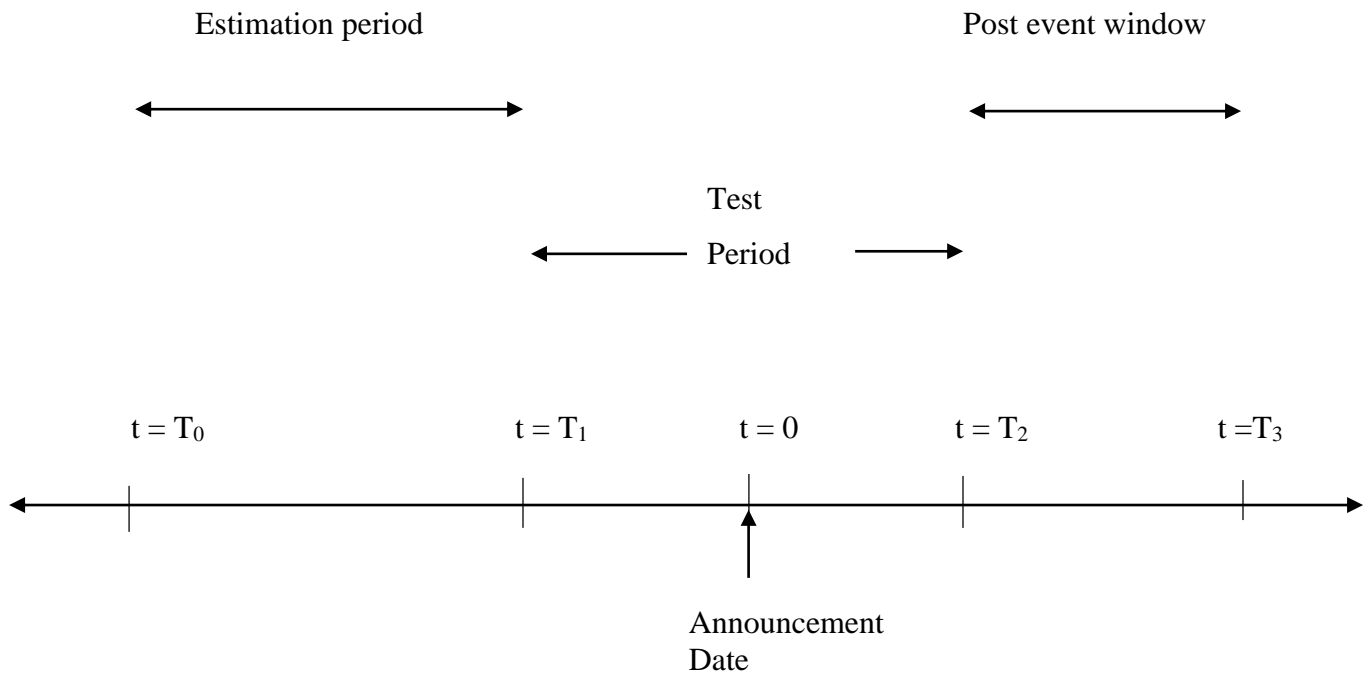 Estimation period
Post event window
Test
Period
t = T₀
t = T₁
t = 0
t = T₂
t =T₃
Announcement
Date